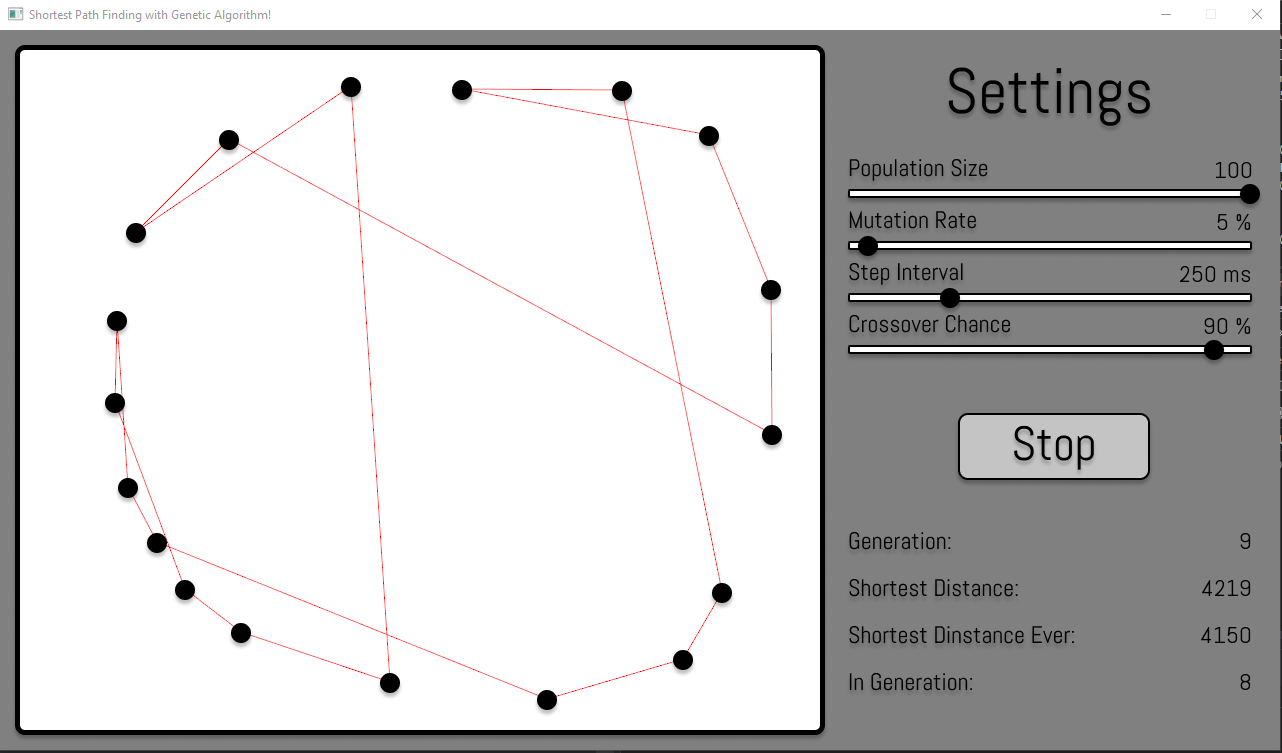 Shortest Path Finding with Genetic Algorithm!
Settings
Population Size 100
Mutation Rate 5 %
Step Interval 250 ms
Crossover Chance 90 %
Stop
Generation: 9
Shortest Distance: 4219
Shortest Dinstance Ever: 4150
In Generation: 8